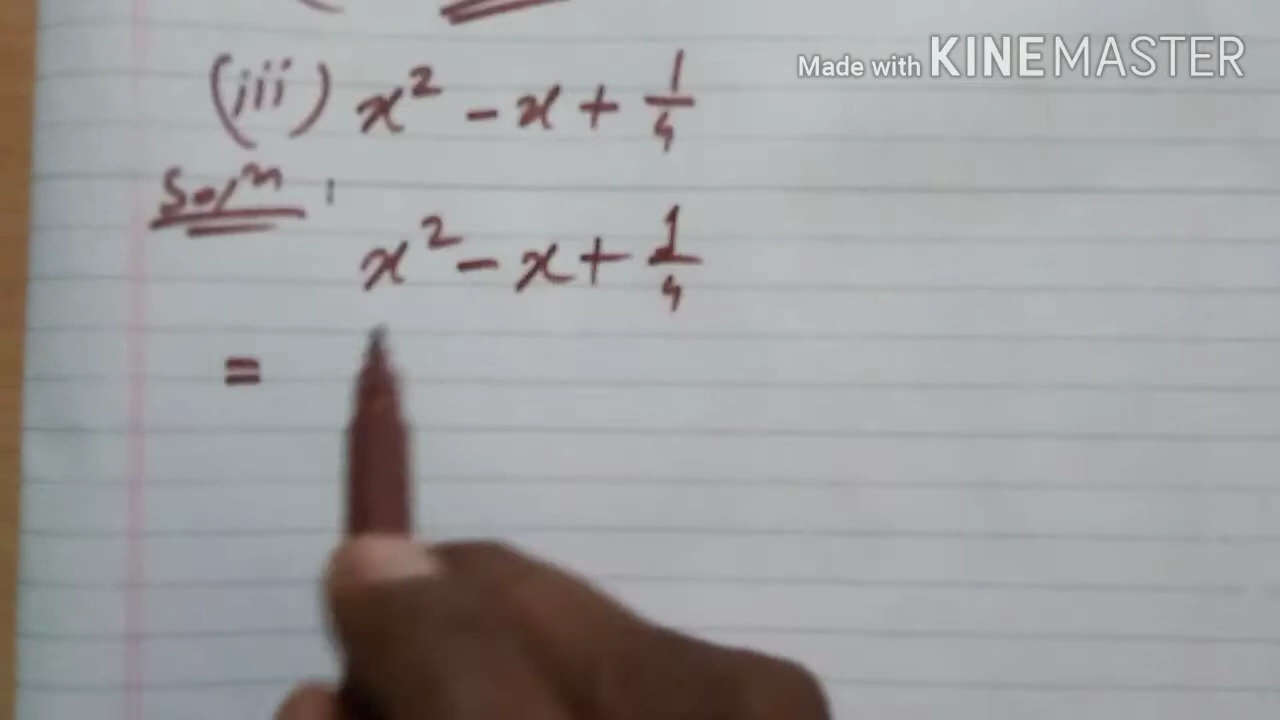 Made with KINEMASTER
(iii) x² - x + 1/4
Solⁿ :
x² - x + 1/4
=